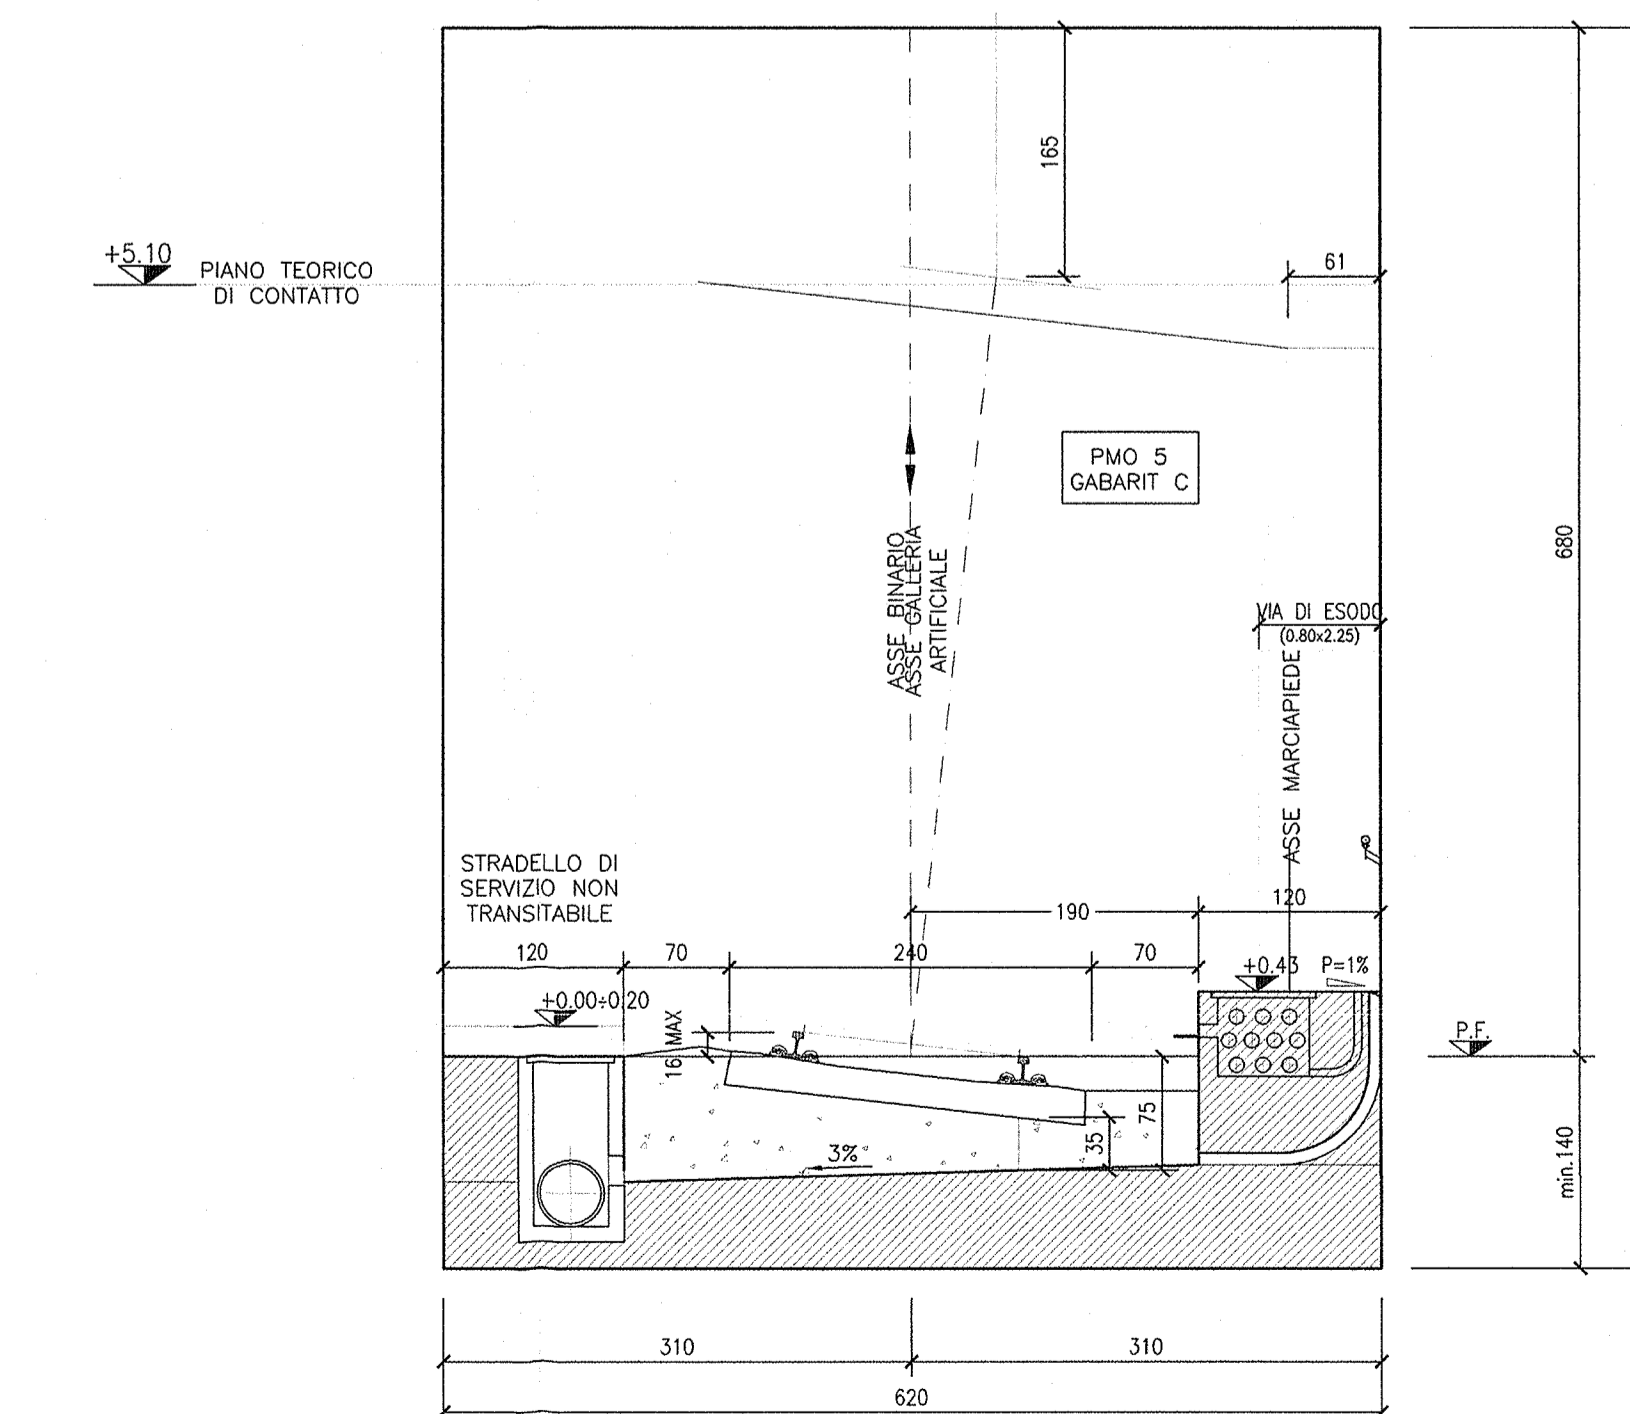 165
+5.10
PIANO TEORICO
DI CONTATTO
61
PMO 5
GABARIT C
680
ASSE BINARIO
ASSE GALLERIA
ARTIFICIALE
VIA DI ESODO
(0.80x2.25)
ASSE MARCIAPIEDE
STRADELLO DI
SERVIZIO NON
TRANSITABILE
190
120
120
70
240
70
+0.43
P=1%
+0.00÷0.20
16 MAX
P.F.
75
35
3%
min.140
310
310
620